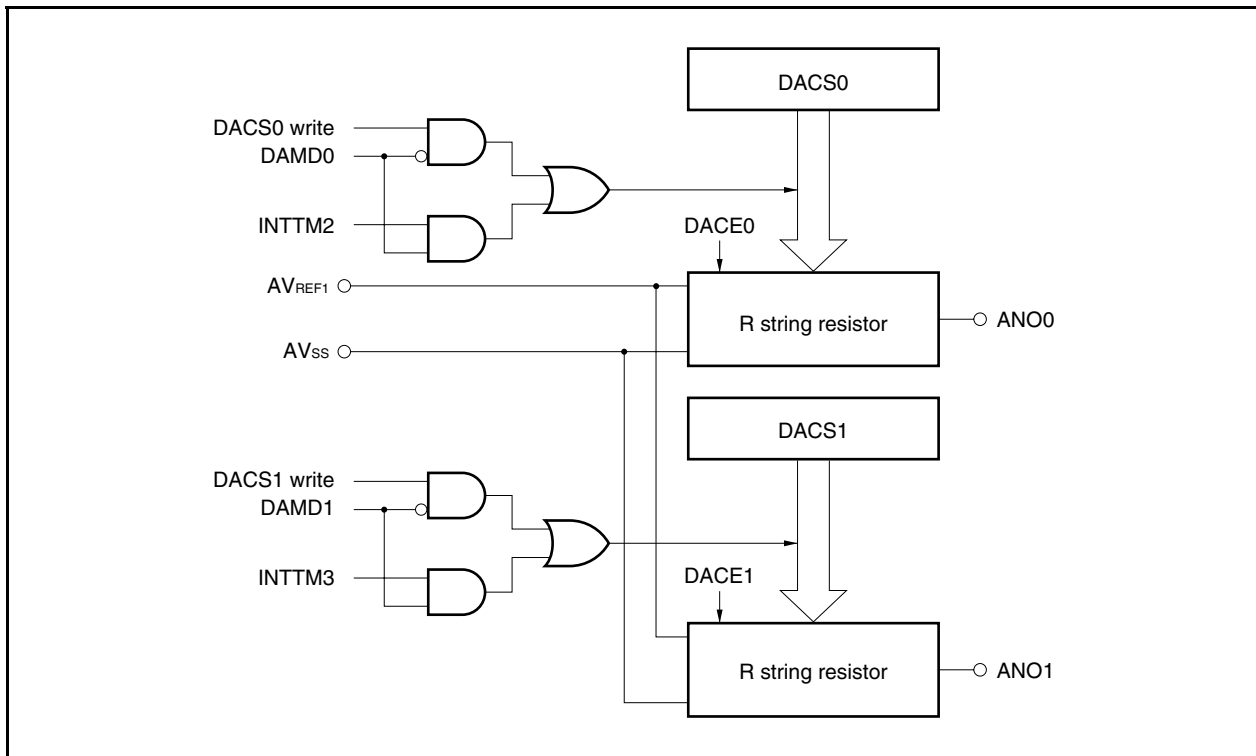 DACS0
DACS0 write
DAMD0
INTTM2
DACE0
AVREF1
R string resistor
ANO0
AVSS
DACS1
DACS1 write
DAMD1
INTTM3
DACE1
R string resistor
ANO1